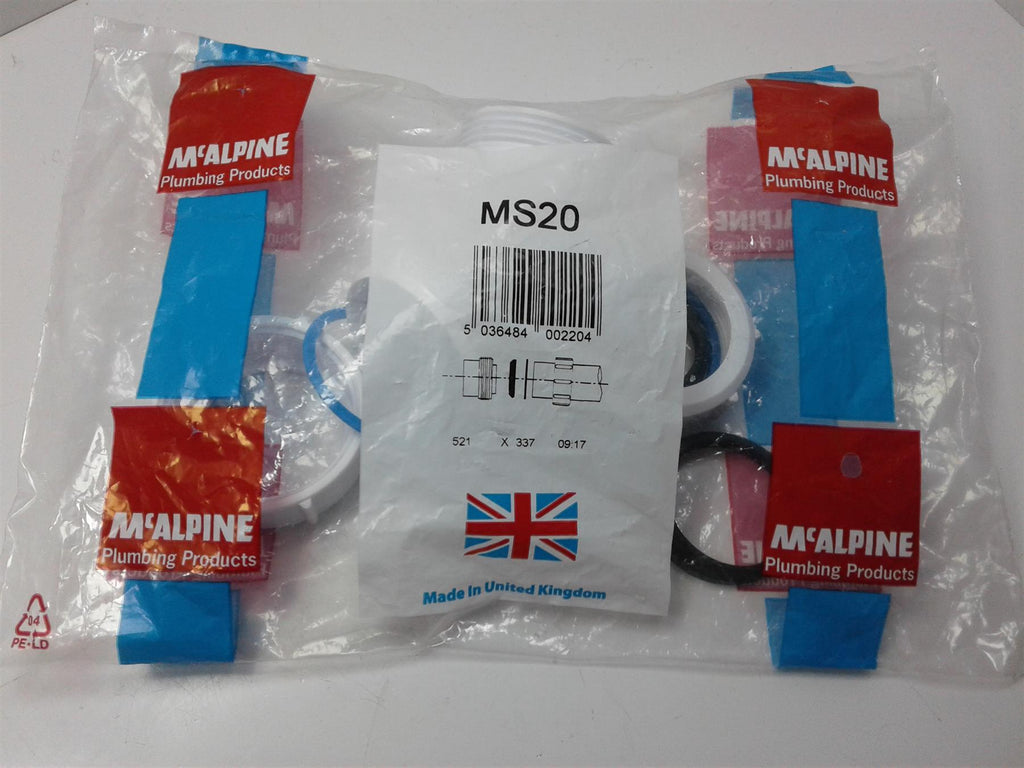 McALPINE
Plumbing Products
McALPINE
Plumbing Products
MS20
5 036484 002204
521 X 337 09:17
Made In United Kingdom
McALPINE
Plumbing Products
McALPINE
Plumbing Products
04
PE-LD